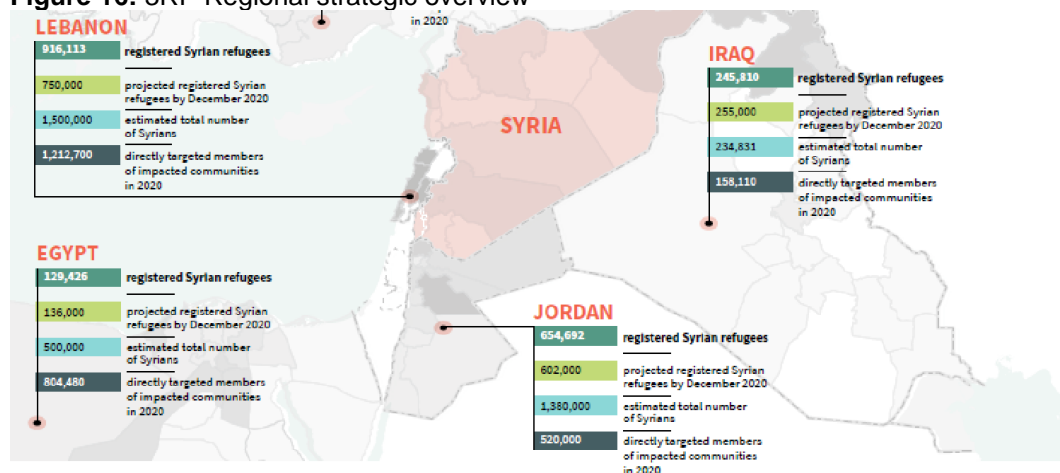 Figure 10: 3RP Regional strategic overview
in 2020
LEBANON
916,113 registered Syrian refugees
750,000 projected registered Syrian
refugees by December 2020
1,500,000 estimated total number
of Syrians
1,212,700 directly targeted members
of impacted communities
in 2020
IRAQ
245,810 registered Syrian refugees
255,000 projected registered Syrian
refugees by December 2020
234,831 estimated total number
of Syrians
158,110 directly targeted members
of impacted communities
in 2020
SYRIA
EGYPT
129,426 registered Syrian refugees
136,000 projected registered Syrian
refugees by December 2020
500,000 estimated total number
of Syrians
804,480 directly targeted members
of impacted communities
in 2020
JORDAN
654,692 registered Syrian refugees
602,000 projected registered Syrian
refugees by December 2020
1,380,000 estimated total number
of Syrians
520,000 directly targeted members
of impacted communities
in 2020